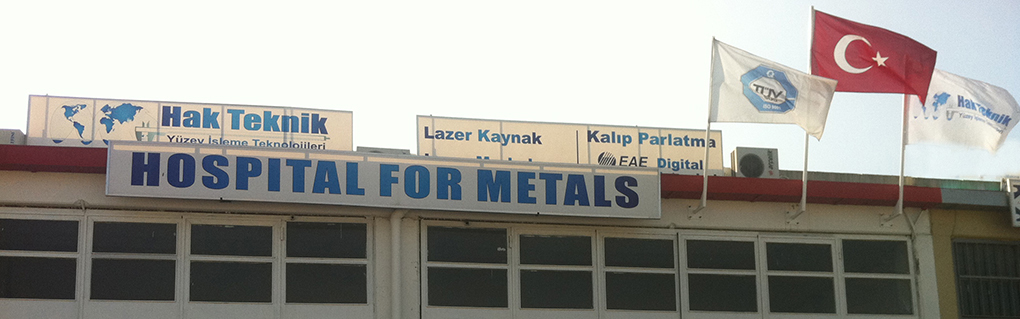 Hak Teknik
Yüzey İşleme Teknolojileri
Lazer Kaynak
Kalıp Parlatma
EAE Digital
HOSPITAL FOR METALS
Hak Teknik